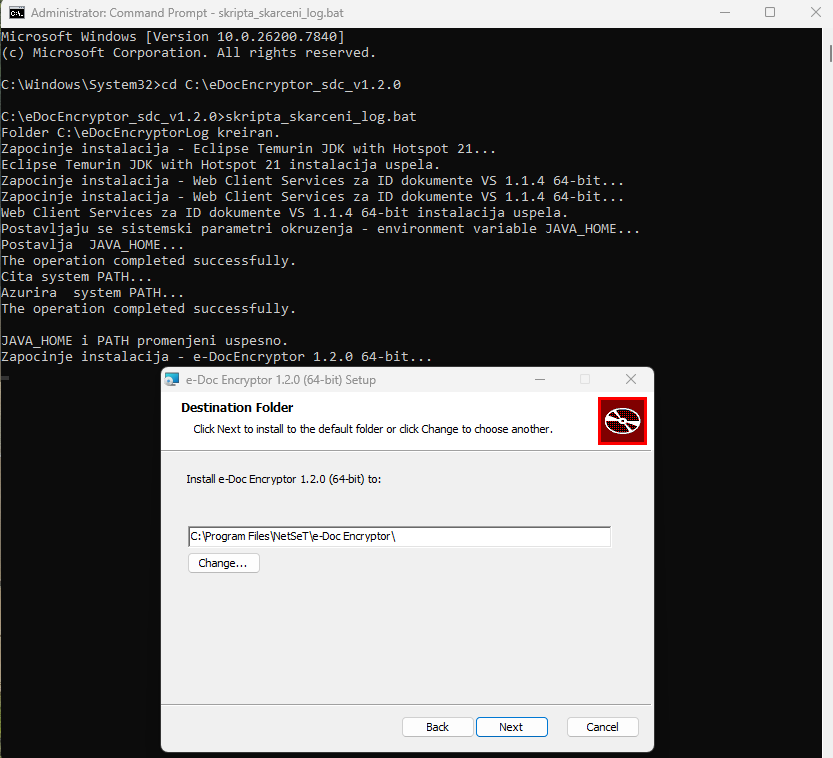 Administrator: Command Prompt - skripta_skarceni_log.bat
Microsoft Windows [Version 10.0.26200.7840]
(c) Microsoft Corporation. All rights reserved.
C:\Windows\System32>cd C:\eDocEncryptor_sdc_v1.2.0
C:\eDocEncryptor_sdc_v1.2.0>skripta_skarceni_log.bat
Folder C:\eDocEncryptorLog kreiran.
Zapocinje instalacija - Eclipse Temurin JDK with Hotspot 21...
Eclipse Temurin JDK with Hotspot 21 instalacija uspela.
Zapocinje instalacija - Web Client Services za ID dokumente VS 1.1.4 64-bit...
Zapocinje instalacija - Web Client Services za ID dokumente VS 1.1.4 64-bit...
Web Client Services za ID dokumente VS 1.1.4 64-bit instalacija uspela.
Postavljaju se sistemski parametri okruzenja - environment variable JAVA_HOME...
Postavlja  JAVA_HOME...
The operation completed successfully.
Cita system PATH...
Azurira  system PATH...
The operation completed successfully.
JAVA_HOME i PATH promenjeni uspesno.
Zapocinje instalacija - e-DocEncryptor 1.2.0 64-bit...
e-Doc Encryptor 1.2.0 (64-bit) Setup
Destination Folder
Click Next to install to the default folder or click Change to choose another.
Install e-Doc Encryptor 1.2.0 (64-bit) to:
C:\Program Files\NetSeT\e-Doc Encryptor\
Change...
Back Next Cancel